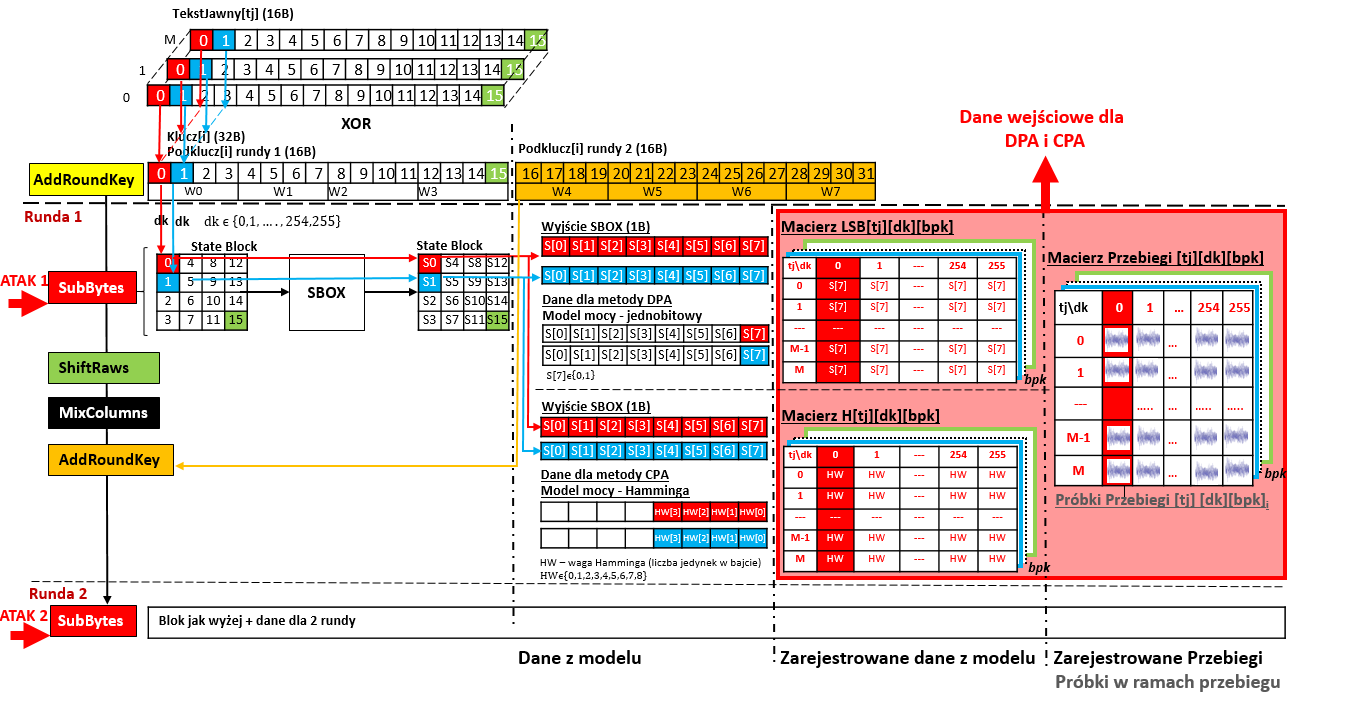 TekstJawny[tj] (16B)
M 0 1 2 3 4 5 6 7 8 9 10 11 12 13 14 15
1 0 1 2 3 4 5 6 7 8 9 10 11 12 13 14 15
0 0 1 2 3 4 5 6 7 8 9 10 11 12 13 14 15
XOR
Klucz[i] (32B)
Podklucz[i] rundy 1 (16B)
Podklucz[i] rundy 2 (16B)
AddRoundKey
0 1 2 3 4 5 6 7 8 9 10 11 12 13 14 15
16 17 18 19 20 21 22 23 24 25 26 27 28 29 30 31
W0 W1 W2 W3 W4 W5 W6 W7
Dane wejściowe dla
DPA i CPA
Runda 1
dk dk dk ϵ {0,1, … . , 254,255}
State Block
0 4 8 12
1 5 9 13
2 6 10 14
3 7 11 15
SBOX
State Block
S0 S4 S8 S12
S1 S5 S9 S13
S2 S6 S10 S14
S3 S7 S11 S15
ATAK 1
SubBytes
ShiftRaws
MixColumns
AddRoundKey
Wyjście SBOX (1B)
S[0] S[1] S[2] S[3] S[4] S[5] S[6] S[7]
S[0] S[1] S[2] S[3] S[4] S[5] S[6] S[7]
Dane dla metody DPA
Model mocy - jednobitowy
S[0] S[1] S[2] S[3] S[4] S[5] S[6] S[7]
S[0] S[1] S[2] S[3] S[4] S[5] S[6] S[7]
S[7]ϵ{0,1}
Wyjście SBOX (1B)
S[0] S[1] S[2] S[3] S[4] S[5] S[6] S[7]
S[0] S[1] S[2] S[3] S[4] S[5] S[6] S[7]
Dane dla metody CPA
Model mocy - Hamminga
HW[3] HW[2] HW[1] HW[0]
HW[3] HW[2] HW[1] HW[0]
HW – waga Hamminga (liczba jedynek w bajcie)
HWϵ{0,1,2,3,4,5,6,7,8}
Macierz LSB[tj][dk][bpk]
tj\dk 0 1 --- 254 255
0 S[7] S[7] --- S[7] S[7]
1 S[7] S[7] --- S[7] S[7]
--- --- --- --- --- ---
M-1 S[7] S[7] --- S[7] S[7]
M S[7] S[7] --- S[7] S[7]
bpk
Macierz H[tj][dk][bpk]
tj\dk 0 1 --- 254 255
0 HW HW --- HW HW
1 HW HW --- HW HW
--- --- --- --- --- ---
M-1 HW HW --- HW HW
M HW HW --- HW HW
bpk
Macierz Przebiegi [tj][dk][bpk]
tj\dk 0 1 ... 254 255
0 ...
1 ...
--- ..... ... ..... .....
M-1 ...
M ...
bpk
Próbki Przebiegi [tj] [dk][bpk]i
Runda 2
ATAK 2
SubBytes
Blok jak wyżej + dane dla 2 rundy
Dane z modelu
Zarejestrowane dane z modelu
Zarejestrowane Przebiegi
Próbki w ramach przebiegu